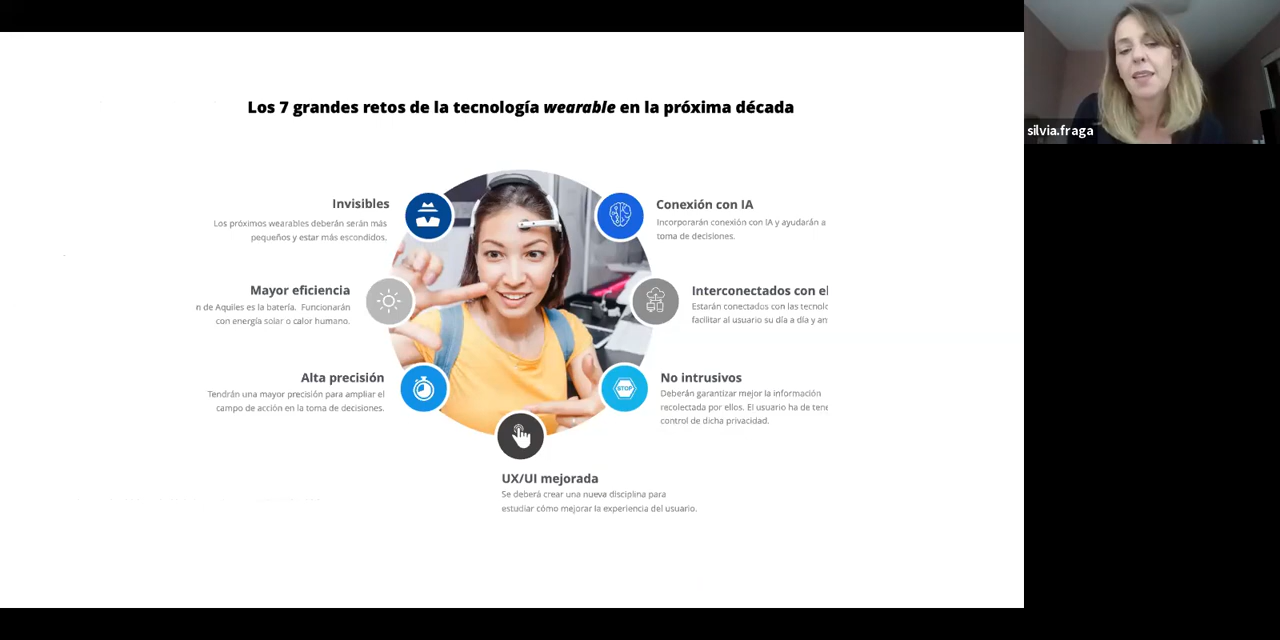 Los 7 grandes retos de la tecnología wearable en la próxima década
Invisibles
Los próximos wearables deberán serán más
pequeños y estar más escondidos.
Mayor eficiencia
n de Aquiles es la batería. Funcionarán
con energía solar o calor humano.
Alta precisión
Tendrán una mayor precisión para ampliar el
campo de acción en la toma de decisiones.
Conexión con IA
Incorporarán conexión con IA y ayudarán a
toma de decisiones.
Interconectados con el
Estarán conectados con las tecnolo
facilitar al usuario su día a día y am
No intrusivos
STOP
Deberán garantizar mejor la información
recolectada por ellos. El usuario ha de tene
control de dicha privacidad.
UX/UI mejorada
Se deberá crear una nueva disciplina para
estudiar cómo mejorar la experiencia del usuario.
silvia.fraga